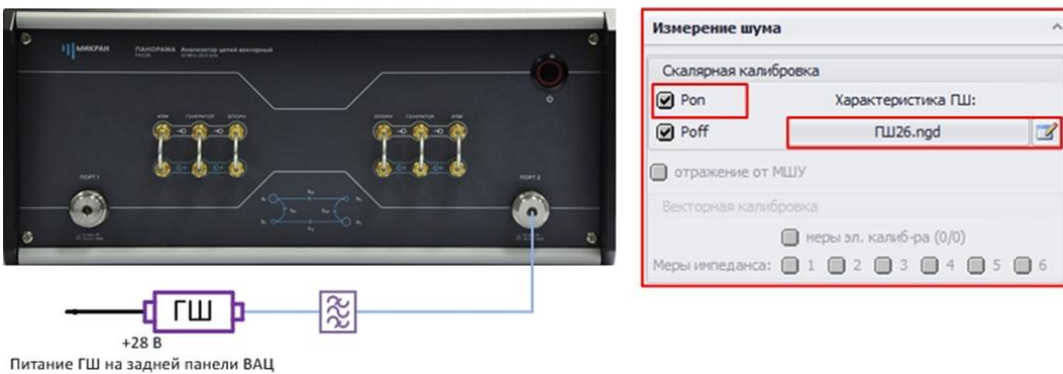 МИКРАН
ПАНОРАМА Анализатор цепей векторный
ГЕНЕРАТОР
ГЕНЕРАТОР
ПОРТ 1
ПОРТ 2
ГШ
+28 В
Питание ГШ на задней панели ВАЦ
Измерение шума
Скалярная калибровка
Pon
Характеристика ГШ:
Poff
ГШ26.ngd
отражение от МШУ
Векторная калибровка
меры эл. калиб-ра (0/0)
Меры импеданса: 1 2 3 4 5 6